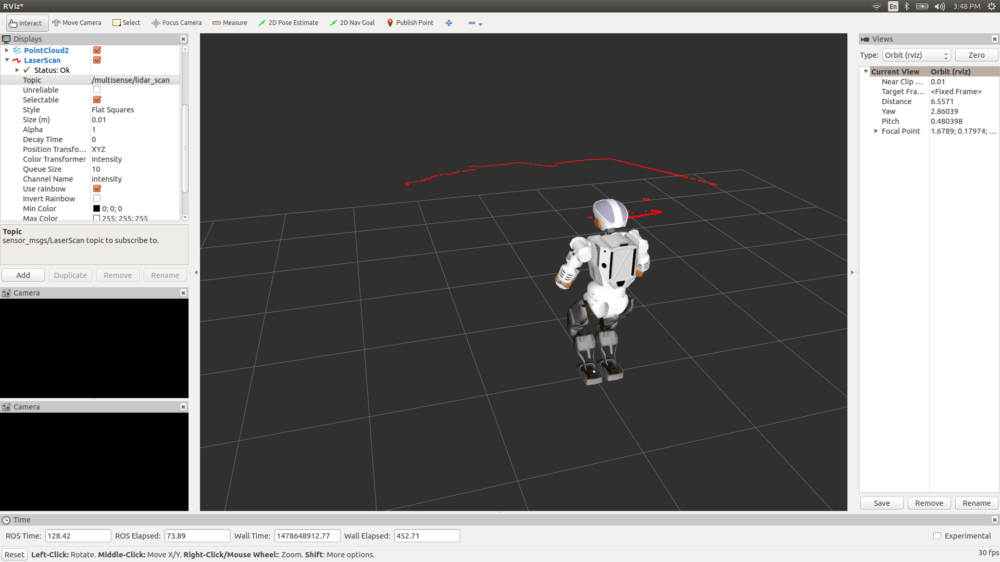 RViz*
En
3:48 PM
Interact
Move Camera
Select
Focus Camera
Measure
2D Pose Estimate
2D Nav Goal
Publish Point
Displays
PointCloud2
LaserScan
Status: Ok
Topic /multisense/lidar_scan
Unreliable
Selectable
Style Flat Squares
Size (m) 0.01
Alpha 1
Decay Time 0
Position Transfo... XYZ
Color Transformer Intensity
Queue Size 10
Channel Name intensity
Use rainbow
Invert Rainbow
Min Color 0; 0; 0
Max Color 255; 255; 255
Topic
sensor_msgs/LaserScan topic to subscribe to.
Add Duplicate Remove Rename
Camera
Camera
Views
Type: Orbit (rviz) Zero
Current View Orbit (rviz)
Near Clip ... 0.01
Target Fra... <Fixed Frame>
Distance 6.5571
Yaw 2.86039
Pitch 0.480398
Focal Point 1.6789; 0.17974; ...
Save Remove Rename
Time
ROS Time: 128.42 ROS Elapsed: 73.89 Wall Time: 1478648912.77 Wall Elapsed: 452.71 Experimental
Reset Left-Click: Rotate. Middle-Click: Move X/Y. Right-Click/Mouse Wheel:: Zoom. Shift: More options. 30 fps